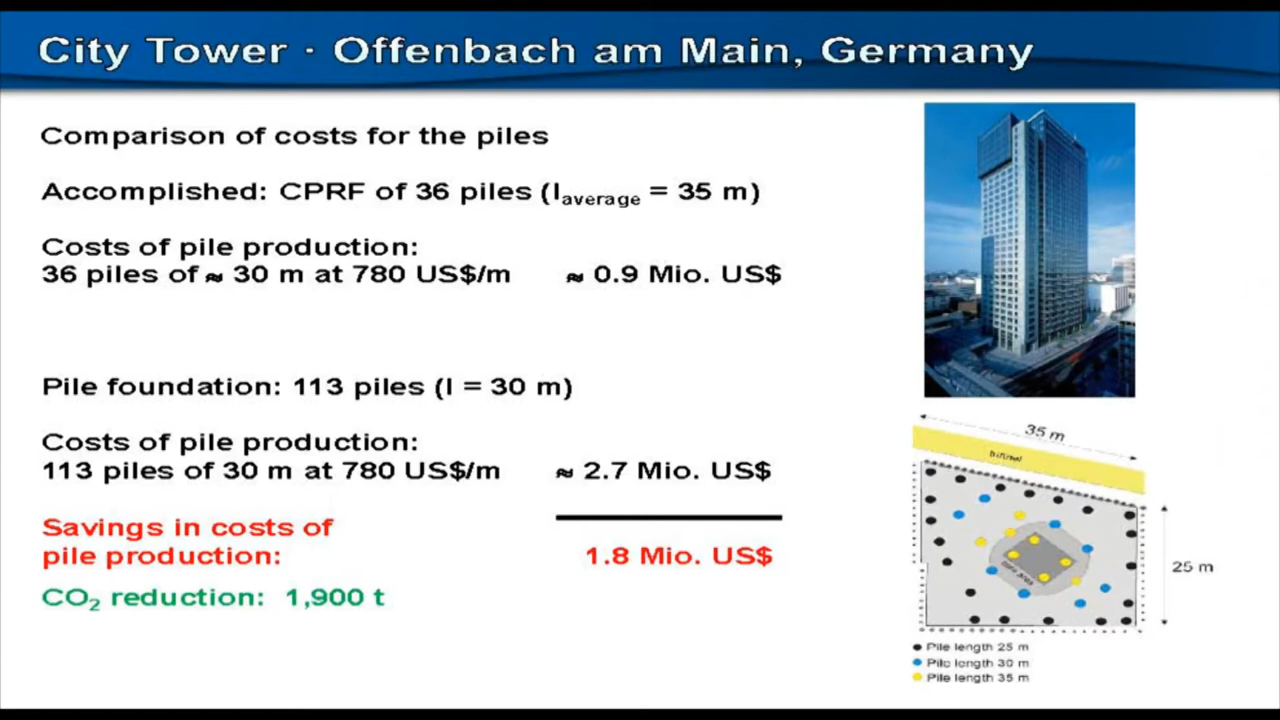 City Tower · Offenbach am Main, Germany
Comparison of costs for the piles
Accomplished: CPRF of 36 piles (l average = 35 m)
Costs of pile production:
36 piles of ≈ 30 m at 780 US$/m ≈ 0.9 Mio. US$
Pile foundation: 113 piles (l = 30 m)
Costs of pile production:
113 piles of 30 m at 780 US$/m ≈ 2.7 Mio. US$
Savings in costs of
pile production: 1.8 Mio. US$
CO₂ reduction: 1,900 t
35 m
25 m
Pile length 25 m
Pile length 30 m
Pile length 35 m